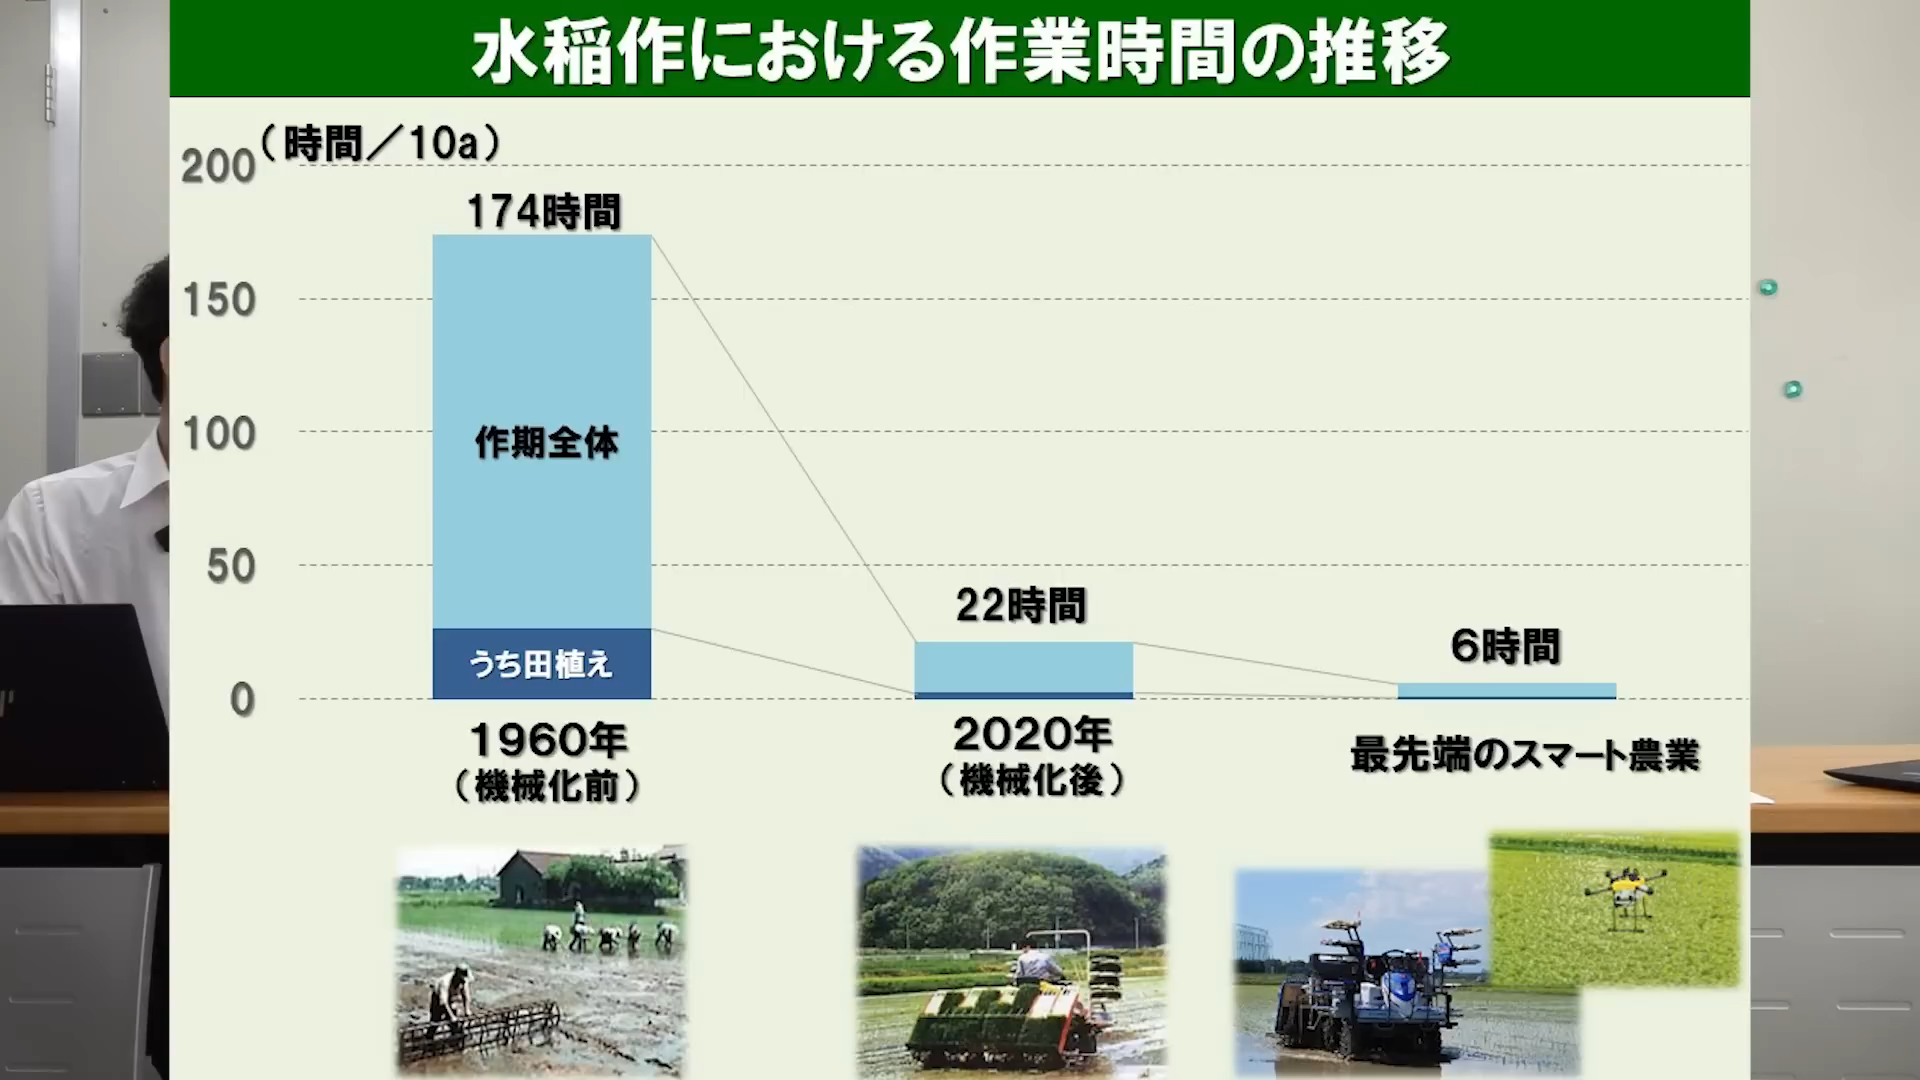 水稲作における作業時間の推移
(時間／10a)
200
150
100
50
0
174時間
作期全体
うち田植え
22時間
6時間
1960年
(機械化前)
2020年
(機械化後)
最先端のスマート農業